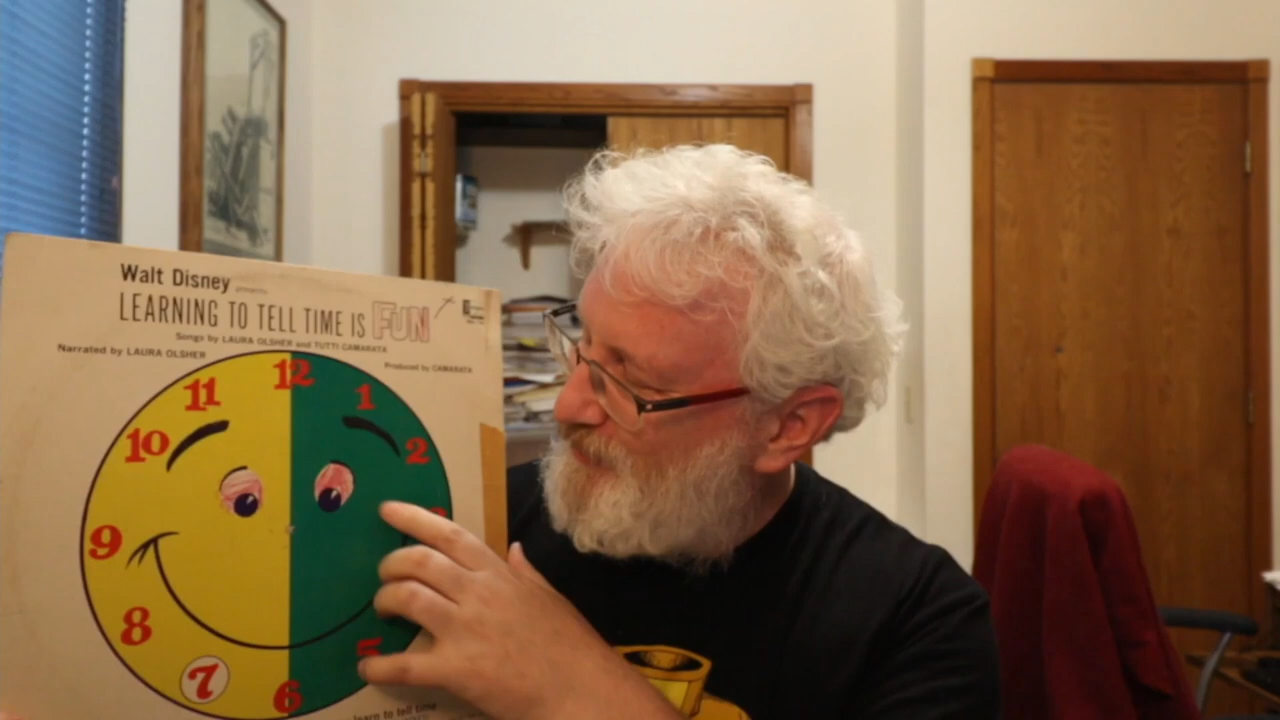 Walt Disney presents
LEARNING TO TELL TIME IS FUN
Songs by LAURA OLSHER and TUTTI CAMARATA
Narrated by LAURA OLSHER
Produced by CAMARATA
12
11
1
10
2
9
8
5
7
6
learn to tell time